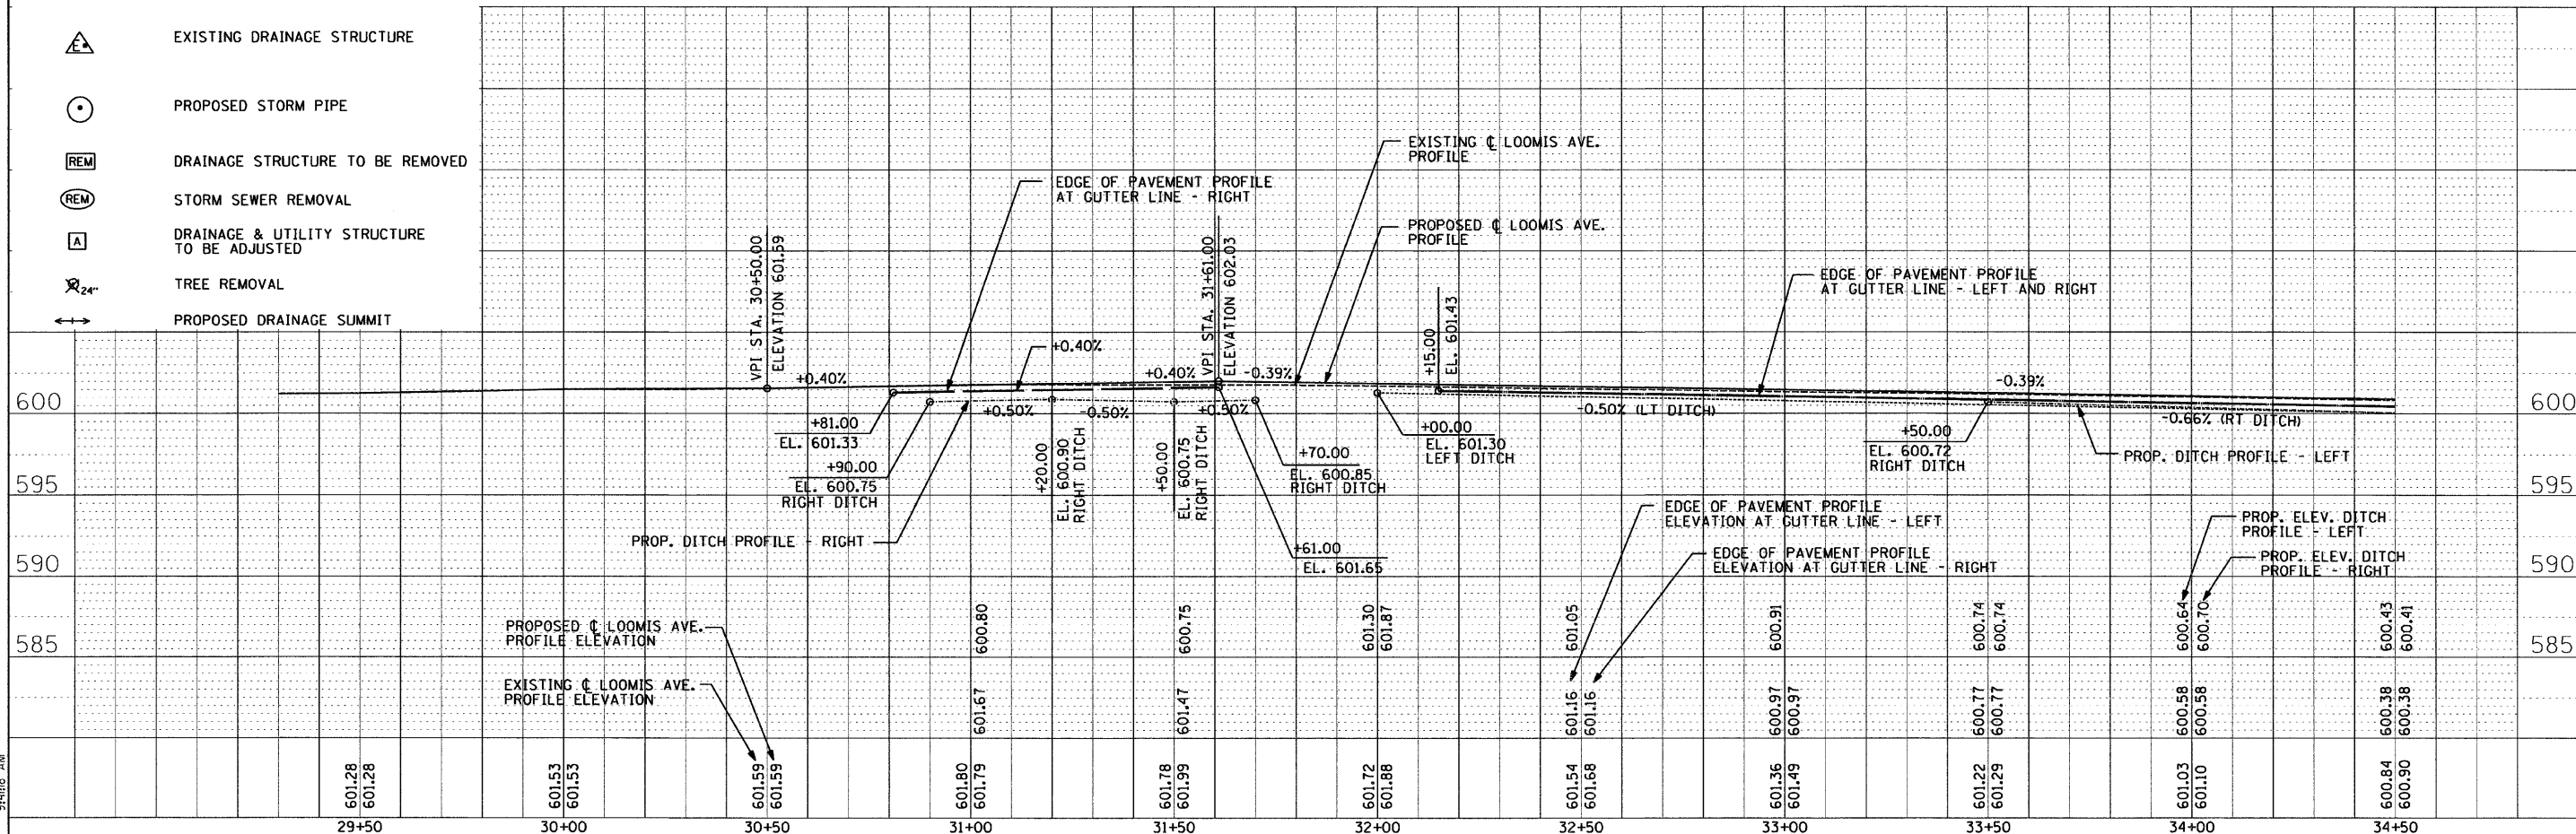 EXISTING DRAINAGE STRUCTURE
E
PROPOSED STORM PIPE
REM
DRAINAGE STRUCTURE TO BE REMOVED
REM
STORM SEWER REMOVAL
A
DRAINAGE & UTILITY STRUCTURE
TO BE ADJUSTED
24"
TREE REMOVAL
PROPOSED DRAINAGE SUMMIT
EXISTING ℄ LOOMIS AVE.
PROFILE
EDGE OF PAVEMENT PROFILE
AT GUTTER LINE - RIGHT
PROPOSED ℄ LOOMIS AVE.
PROFILE
EDGE OF PAVEMENT PROFILE
AT GUTTER LINE - LEFT AND RIGHT
VPI STA. 30+50.00
ELEVATION 601.59
VPI STA. 31+61.00
ELEVATION 602.03
+15.00
EL. 601.43
+0.40%
+0.40%
+0.40%
-0.39%
-0.39%
600
600
+0.50%
-0.50%
+0.50%
-0.50% (LT DITCH)
-0.66% (RT DITCH)
+81.00
EL. 601.33
+90.00
EL. 600.75
RIGHT DITCH
+20.00
EL. 600.90
RIGHT DITCH
+50.00
EL. 600.75
RIGHT DITCH
+70.00
EL. 600.85
RIGHT DITCH
+00.00
EL. 601.30
LEFT DITCH
+50.00
EL. 600.72
RIGHT DITCH
PROP. DITCH PROFILE - LEFT
595
595
PROP. DITCH PROFILE - RIGHT
+61.00
EL. 601.65
EDGE OF PAVEMENT PROFILE
ELEVATION AT GUTTER LINE - LEFT
EDGE OF PAVEMENT PROFILE
ELEVATION AT GUTTER LINE - RIGHT
PROP. ELEV. DITCH
PROFILE - LEFT
PROP. ELEV. DITCH
PROFILE - RIGHT
590
590
PROPOSED ℄ LOOMIS AVE.
PROFILE ELEVATION
600.80
600.75
601.30
601.87
601.05
600.91
600.74
600.74
600.64
600.70
600.43
600.41
585
585
EXISTING ℄ LOOMIS AVE.
PROFILE ELEVATION
601.67
601.47
601.16
601.16
600.97
600.97
600.77
600.77
600.58
600.58
600.38
600.38
601.28
601.28
601.53
601.53
601.59
601.59
601.80
601.79
601.78
601.99
601.72
601.88
601.54
601.68
601.36
601.49
601.22
601.29
601.03
601.10
600.84
600.90
29+50
30+00
30+50
31+00
31+50
32+00
32+50
33+00
33+50
34+00
34+50